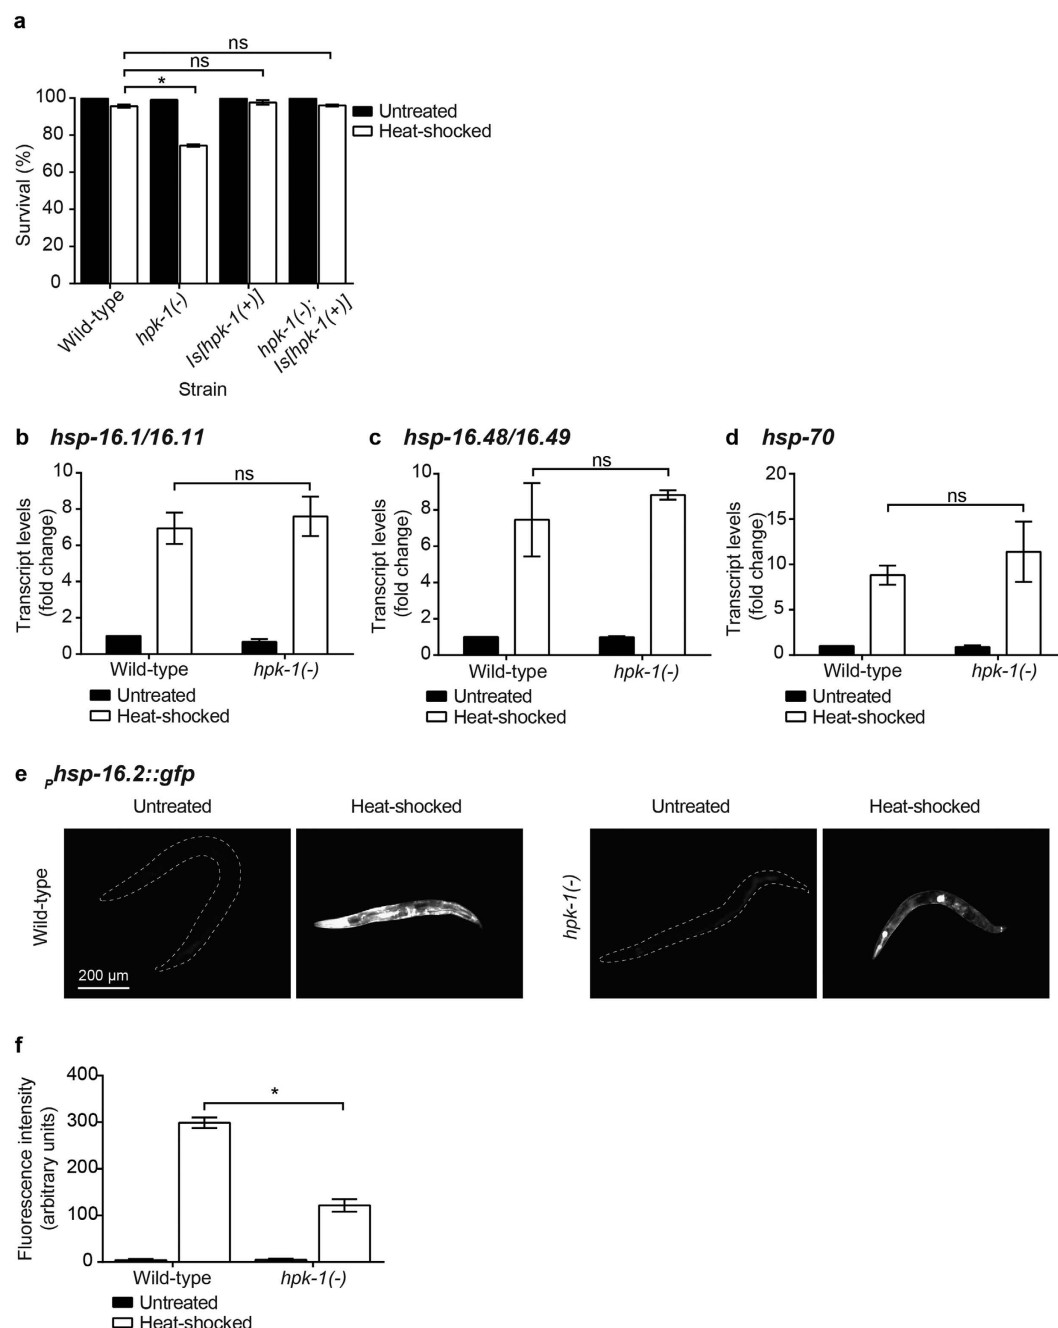 a
ns
ns
*
100
80
60
40
20
0
Survival (%)
Untreated
Heat-shocked
Wild-type
hpk-1(-)
Is[hpk-1(+)]
hpk-1(-);
Is[hpk-1(+)]
Strain
b hsp-16.1/16.11
10
8
6
4
2
0
Transcript levels
(fold change)
ns
Wild-type hpk-1(-)
Untreated
Heat-shocked
c hsp-16.48/16.49
10
8
6
4
2
0
Transcript levels
(fold change)
ns
Wild-type hpk-1(-)
Untreated
Heat-shocked
d hsp-70
20
15
10
5
0
Transcript levels
(fold change)
ns
Wild-type hpk-1(-)
Untreated
Heat-shocked
e Phsp-16.2::gfp
Untreated Heat-shocked Untreated Heat-shocked
Wild-type
200 µm
hpk-1(-)
f
400
300
200
100
0
Fluorescence intensity
(arbitrary units)
*
Wild-type hpk-1(-)
Untreated
Heat-shocked